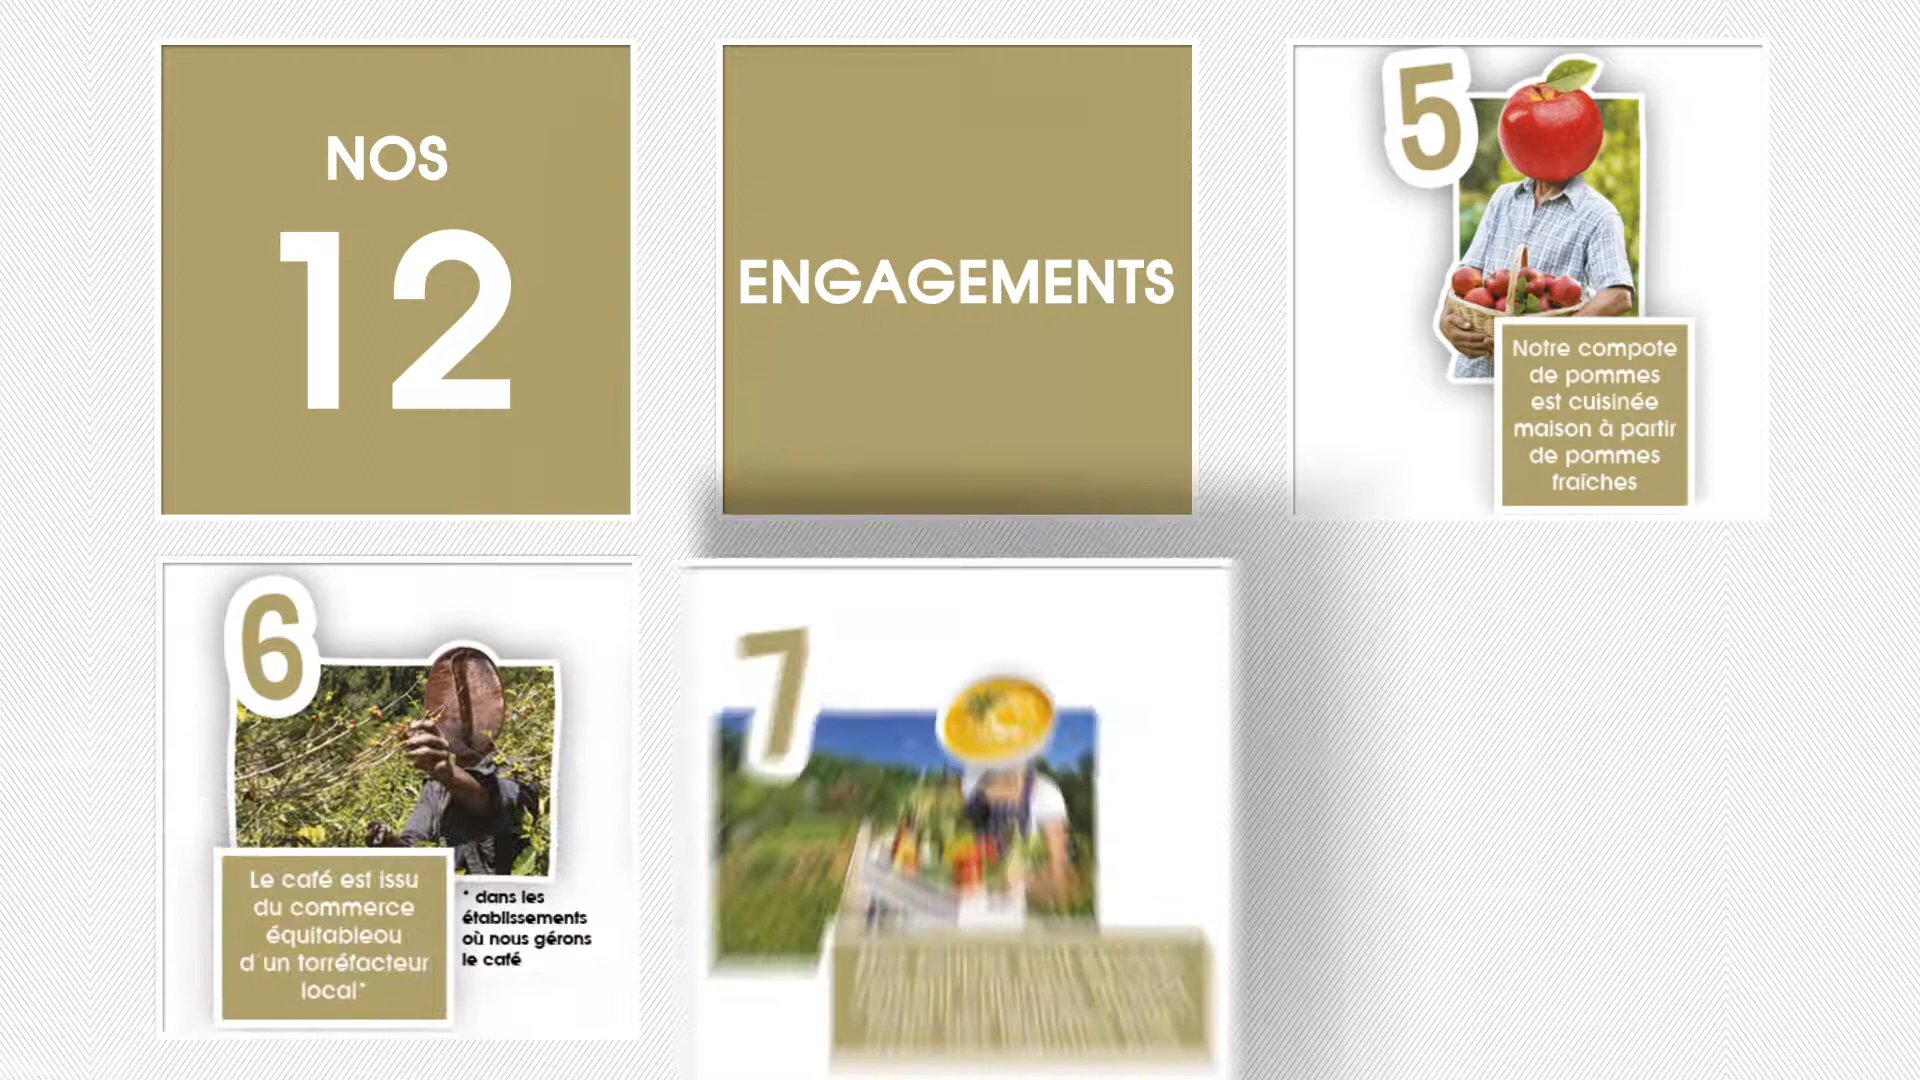 NOS
12
ENGAGEMENTS
5
Notre compote
de pommes
est cuisinée
maison à partir
de pommes
fraîches
6
Le café est issu
du commerce
équitableou
d'un torréfacteur
local*
* dans les
établissements
où nous gérons
le café
7